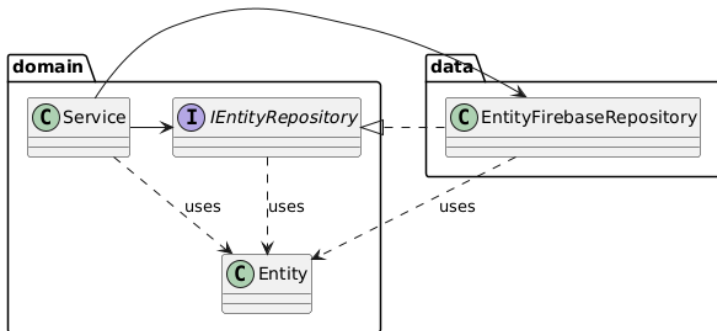 domain
data
C Service
I IEntityRepository
C EntityFirebaseRepository
uses
uses
uses
C Entity